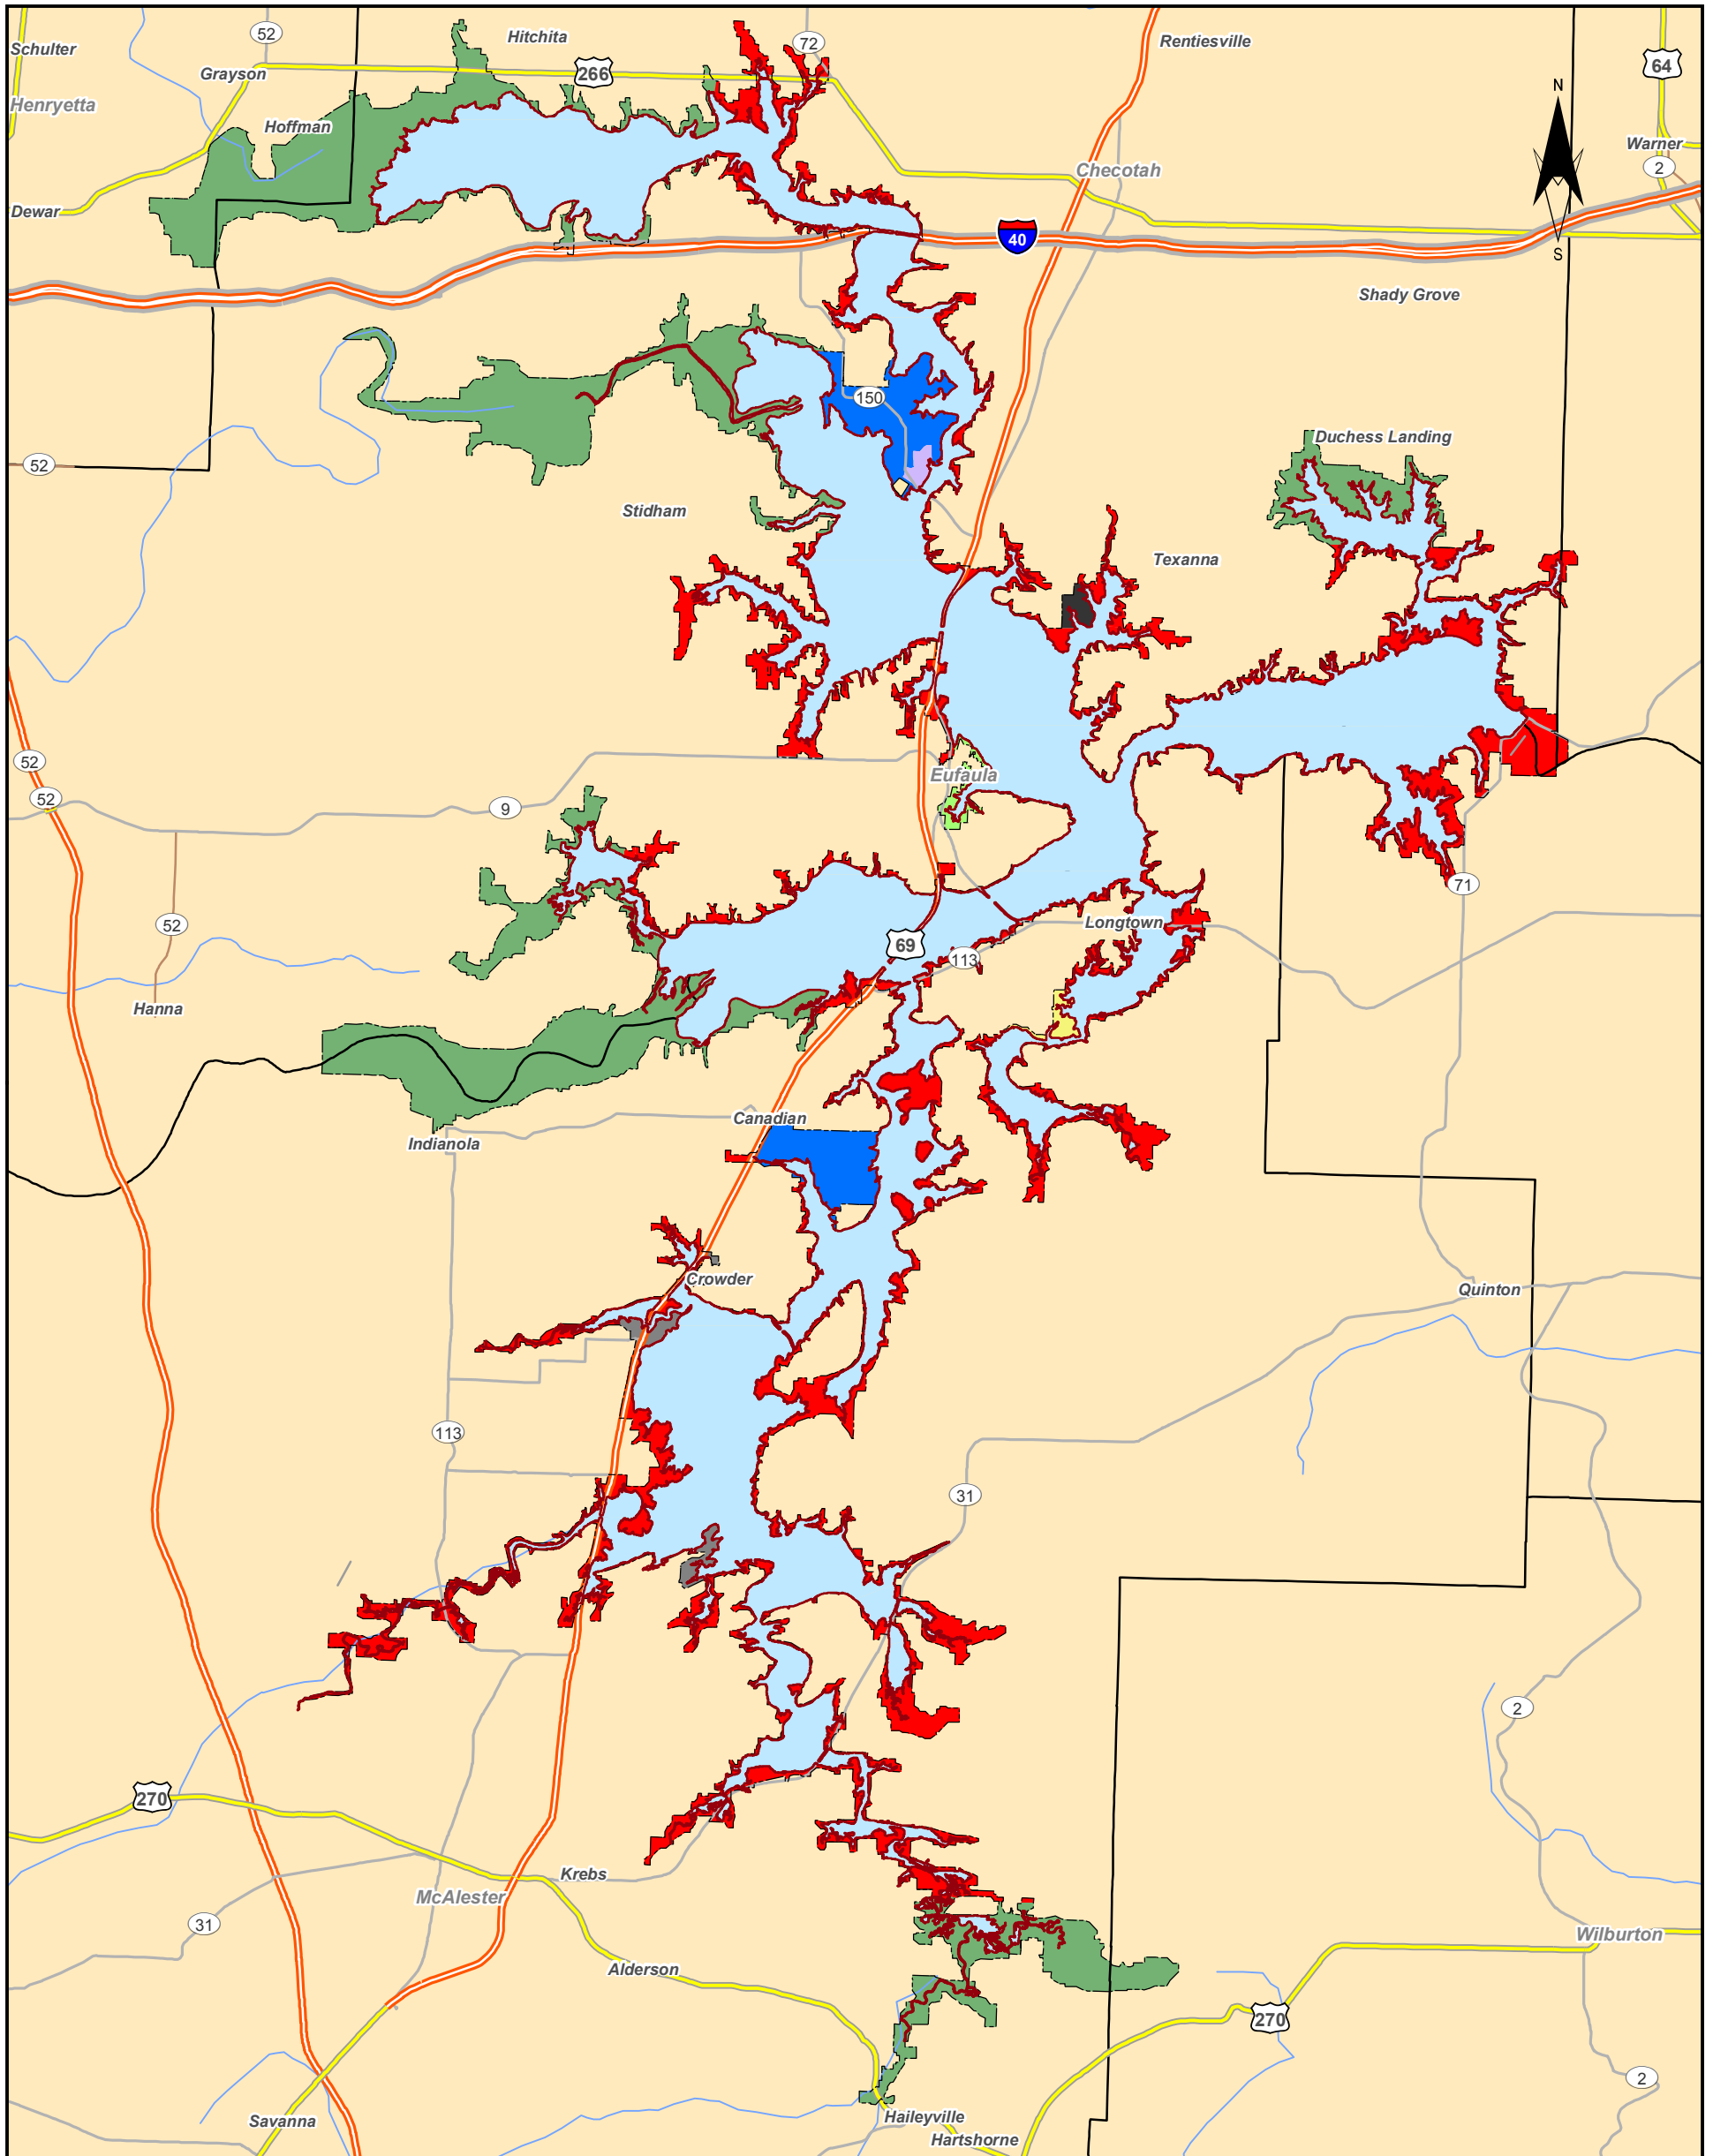 52
Hitchita
72
Rentiesville
Schulter
Grayson
266
64
N
Henryetta
Hoffman
Warner
2
Checotah
Dewar
40
S
Shady Grove
150
Duchess Landing
52
Stidham
Texanna
52
Eufaula
52
9
71
52
Longtown
69
113
Hanna
Canadian
Indianola
Crowder
Quinton
113
31
2
270
Krebs
McAlester
31
Wilburton
Alderson
270
2
Savanna
Haileyville
Hartshorne